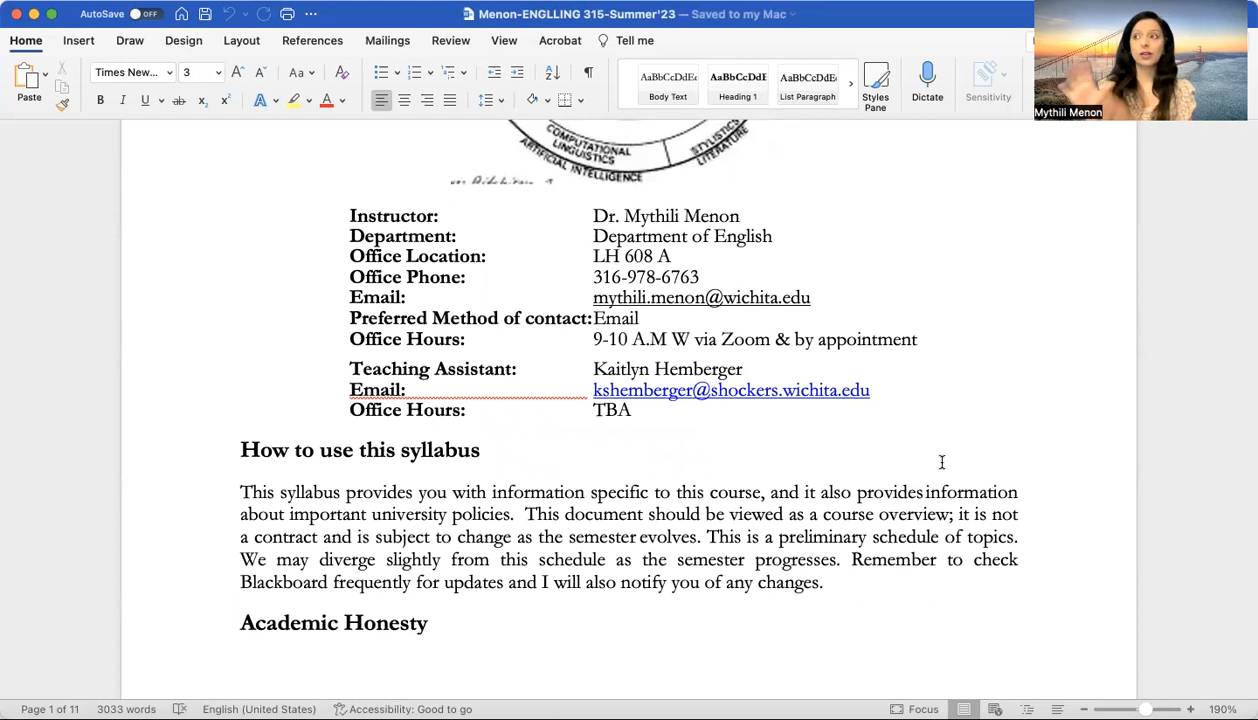 AutoSave OFF
Menon-ENGLLING 315-Summer'23 — Saved to my Mac
Home Insert Draw Design Layout References Mailings Review View Acrobat Tell me
Paste
Times New... 3
Aa
AaBbCcDdEe
Body Text
AaBbCcDdE
Heading 1
AaBbCcDdEe
List Paragraph
Styles
Pane
Dictate
Sensitivity
Mythili Menon
COMPUTATIONAL
LINGUISTICS
STYLISTICS
LITERATURE
ARTIFICIAL INTELLIGENCE
Instructor: Dr. Mythili Menon
Department: Department of English
Office Location: LH 608 A
Office Phone: 316-978-6763
Email: mythili.menon@wichita.edu
Preferred Method of contact: Email
Office Hours: 9-10 A.M W via Zoom & by appointment
Teaching Assistant: Kaitlyn Hemberger
Email: kshemberger@shockers.wichita.edu
Office Hours: TBA
How to use this syllabus
This syllabus provides you with information specific to this course, and it also provides information
about important university policies. This document should be viewed as a course overview; it is not
a contract and is subject to change as the semester evolves. This is a preliminary schedule of topics.
We may diverge slightly from this schedule as the semester progresses. Remember to check
Blackboard frequently for updates and I will also notify you of any changes.
Academic Honesty
Page 1 of 11 3033 words English (United States) Accessibility: Good to go Focus 190%